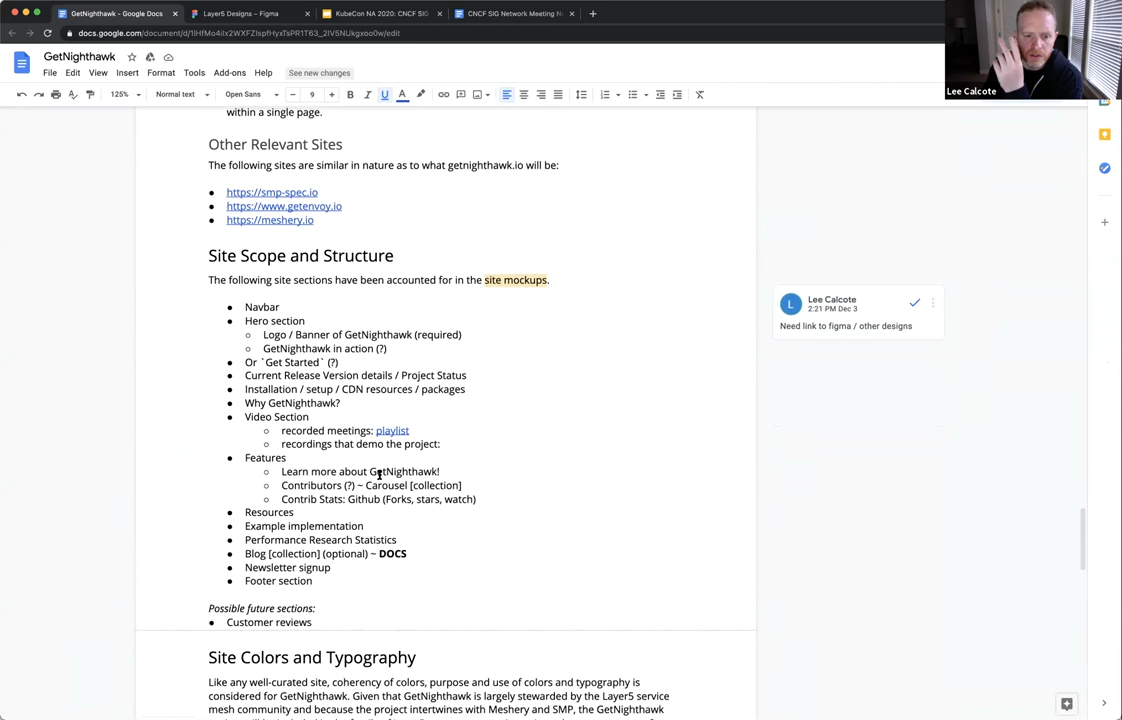 GetNighthawk - Google Docs
Layer5 Designs – Figma
KubeCon NA 2020: CNCF SIG
CNCF SIG Network Meeting N
docs.google.com/document/d/
GetNighthawk
File Edit View Insert Format Tools Add-ons Help See new changes
125% Normal text Open Sans 9
Lee Calcote
within a single page.
Other Relevant Sites
The following sites are similar in nature as to what getnighthawk.io will be:
● https://smp-spec.io
● https://www.getenvoy.io
● https://meshery.io
Site Scope and Structure
The following site sections have been accounted for in the site mockups.
● Navbar
● Hero section
○ Logo / Banner of GetNighthawk (required)
○ GetNighthawk in action (?)
● Or `Get Started` (?)
● Current Release Version details / Project Status
● Installation / setup / CDN resources / packages
● Why GetNighthawk?
● Video Section
○ recorded meetings: playlist
○ recordings that demo the project:
● Features
○ Learn more about GetNighthawk!
○ Contributors (?) ~ Carousel [collection]
○ Contrib Stats: Github (Forks, stars, watch)
● Resources
● Example implementation
● Performance Research Statistics
● Blog [collection] (optional) ~ DOCS
● Newsletter signup
● Footer section
Possible future sections:
● Customer reviews
Site Colors and Typography
Like any well-curated site, coherency of colors, purpose and use of colors and typography is
considered for GetNighthawk. Given that GetNighthawk is largely stewarded by the Layer5 service
mesh community and because the project intertwines with Meshery and SMP, the GetNighthawk
L
Lee Calcote
2:21 PM Dec 3
Need link to figma / other designs